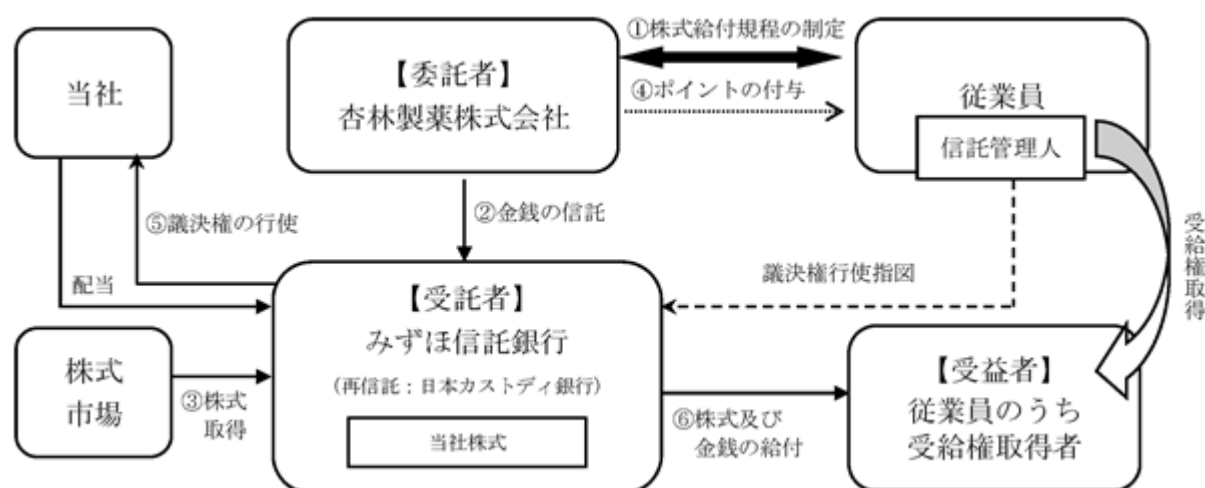 ①株式給付規程の制定
当社
【委託者】
杏林製薬株式会社
④ポイントの付与
従業員
信託管理人
②金銭の信託
⑤議決権の行使
配当
議決権行使指図
受給権取得
【受託者】
みずほ信託銀行
(再信託:日本カストディ銀行)
当社株式
株式
市場
③株式
取得
⑥株式及び
金銭の給付
【受益者】
従業員のうち
受給権取得者